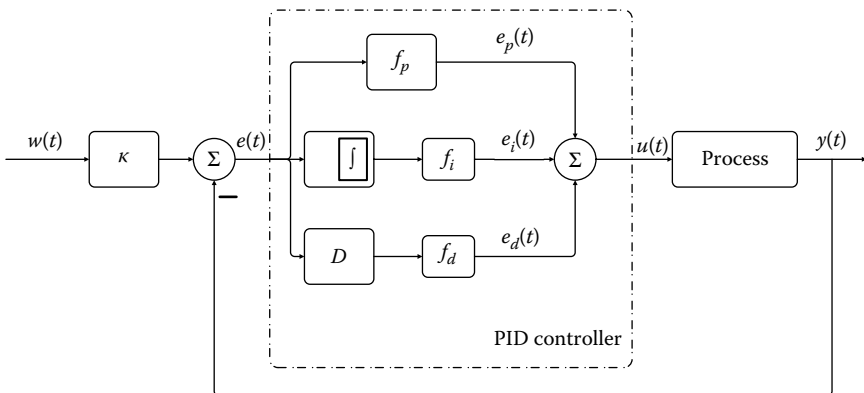 e_p(t)
f_p
w(t)
κ
Σ
e(t)
∫
f_i
e_i(t)
Σ
u(t)
Process
y(t)
−
D
f_d
e_d(t)
PID controller